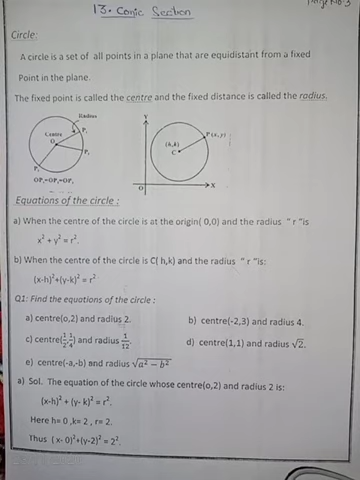 13. Conic Section
Page No: 3
Circle:
A circle is a set of all points in a plane that are equidistant from a fixed
Point in the plane.
The fixed point is called the centre and the fixed distance is called the radius.
Radius
Centre
O
P₁
P₂
P₃
OP₁=OP₂=OP₃
Y
P(x,y)
(h,k)
C
O
X
Equations of the circle :
a) When the centre of the circle is at the origin( 0,0) and the radius " r "is
x² + y² = r².
b) When the centre of the circle is C( h,k) and the radius " r "is:
(x-h)²+(y-k)² = r²
Q1: Find the equations of the circle :
a) centre(o,2) and radius 2.
b) centre(-2,3) and radius 4.
c) centre(1/2,1/4) and radius 1/12.
d) centre(1,1) and radius √2.
e) centre(-a,-b) and radius √a² − b²
a) Sol. The equation of the circle whose centre(o,2) and radius 2 is:
(x-h)² + (y- k)² = r².
Here h= 0 ,k= 2 , r= 2.
Thus ( x- 0)²+(y-2)² = 2².